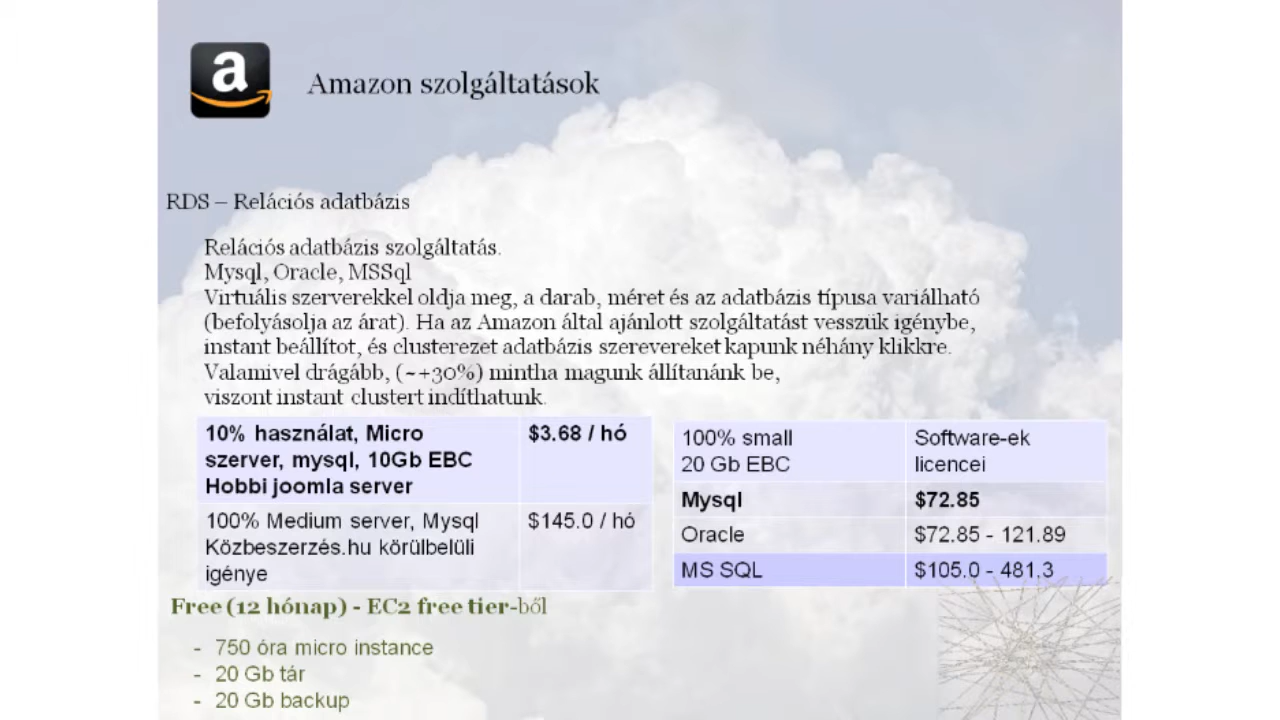 a
Amazon szolgáltatások
RDS – Relációs adatbázis
Relációs adatbázis szolgáltatás.
Mysql, Oracle, MSSql
Virtuális szerverekkel oldja meg, a darab, méret és az adatbázis típusa variálható
(befolyásolja az árat). Ha az Amazon által ajánlott szolgáltatást vesszük igénybe,
instant beállítot, és clusterezet adatbázis szerevereket kapunk néhány klikkre.
Valamivel drágább, (~+30%) mintha magunk állítanánk be,
viszont instant clustert indíthatunk.
10% használat, Micro
szerver, mysql, 10Gb EBC
Hobbi joomla server
$3.68 / hó
100% Medium server, Mysql
Közbeszerzés.hu körülbelüli
igénye
$145.0 / hó
100% small
20 Gb EBC
Software-ek
licencei
Mysql
$72.85
Oracle
$72.85 - 121.89
MS SQL
$105.0 - 481.3
Free (12 hónap) - EC2 free tier-ből
- 750 óra micro instance
- 20 Gb tár
- 20 Gb backup